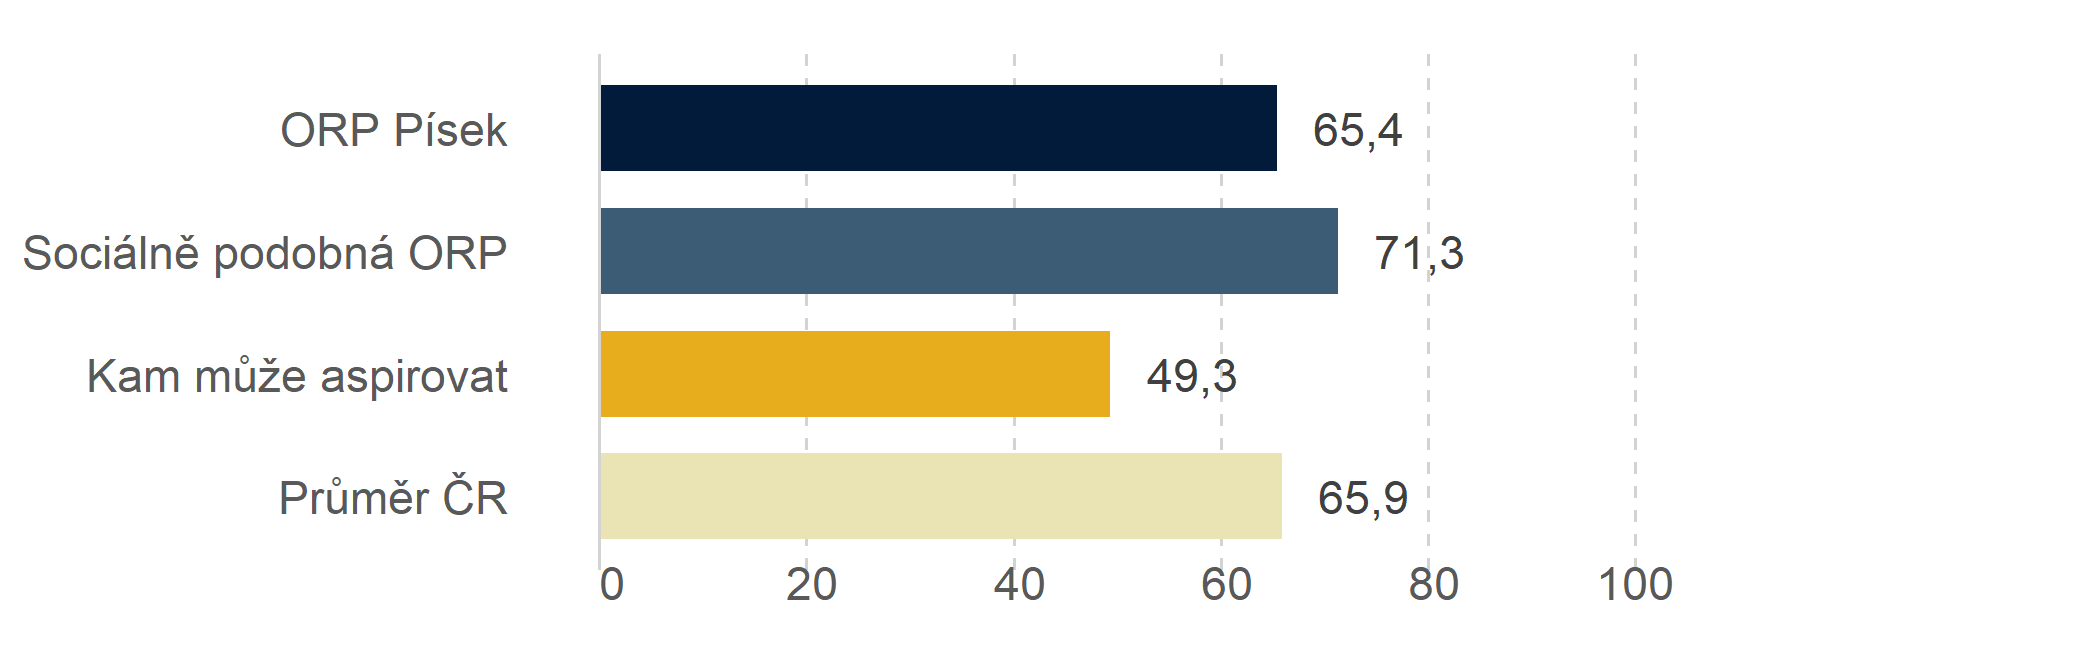 ORP Písek 65,4
Sociálně podobná ORP 71,3
Kam může aspirovat 49,3
Průměr ČR 65,9
0 20 40 60 80 100